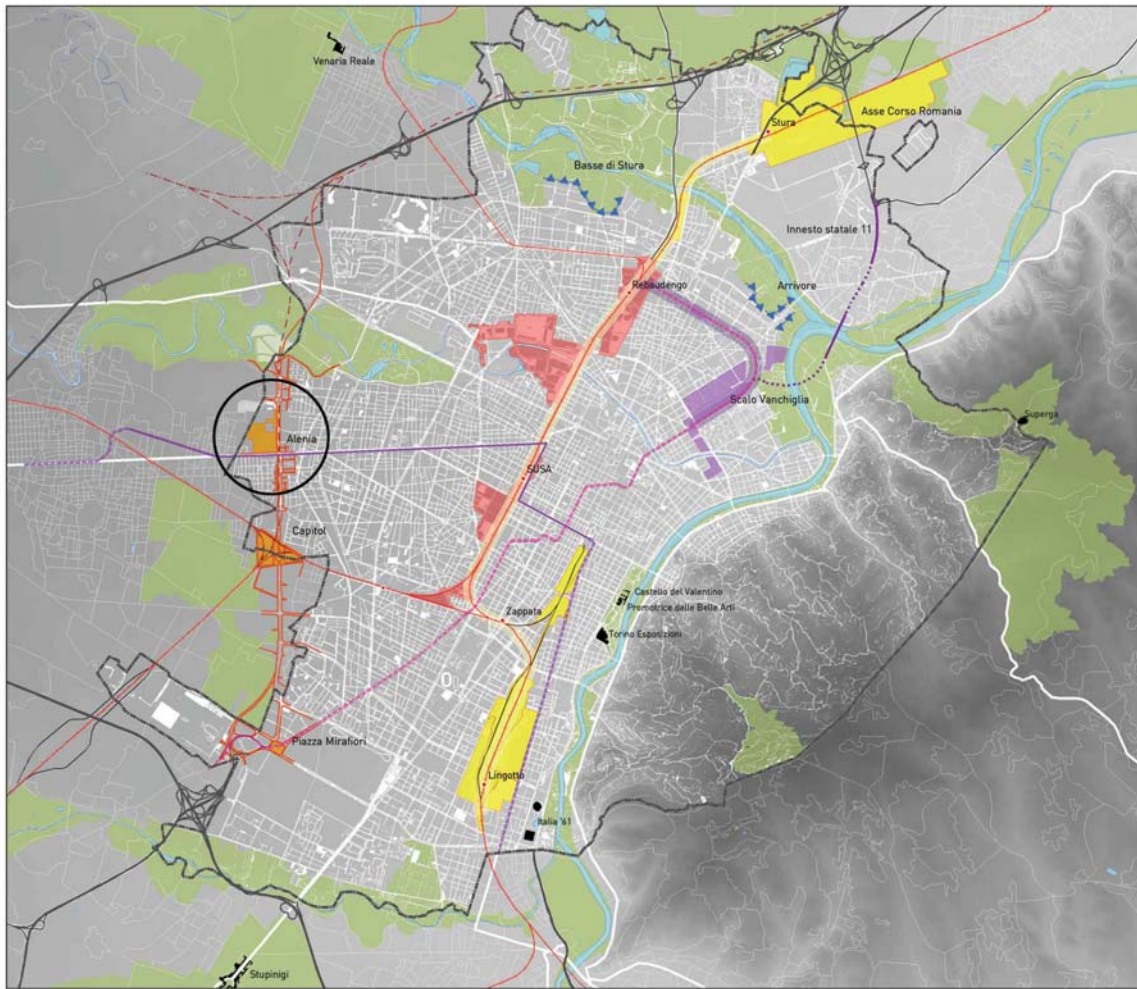 Venaria Reale
Asse Corso Romania
Stura
Basse di Stura
Innesto statale 11
Rebaudengo
Arrivore
Scalo Vanchiglia
Superga
Alenia
SUSA
Capitol
Castello del Valentino
Promotrice delle Belle Arti
Zappata
Torino Esposizioni
Piazza Mirafiori
Lingotto
Italia '61
Stupinigi